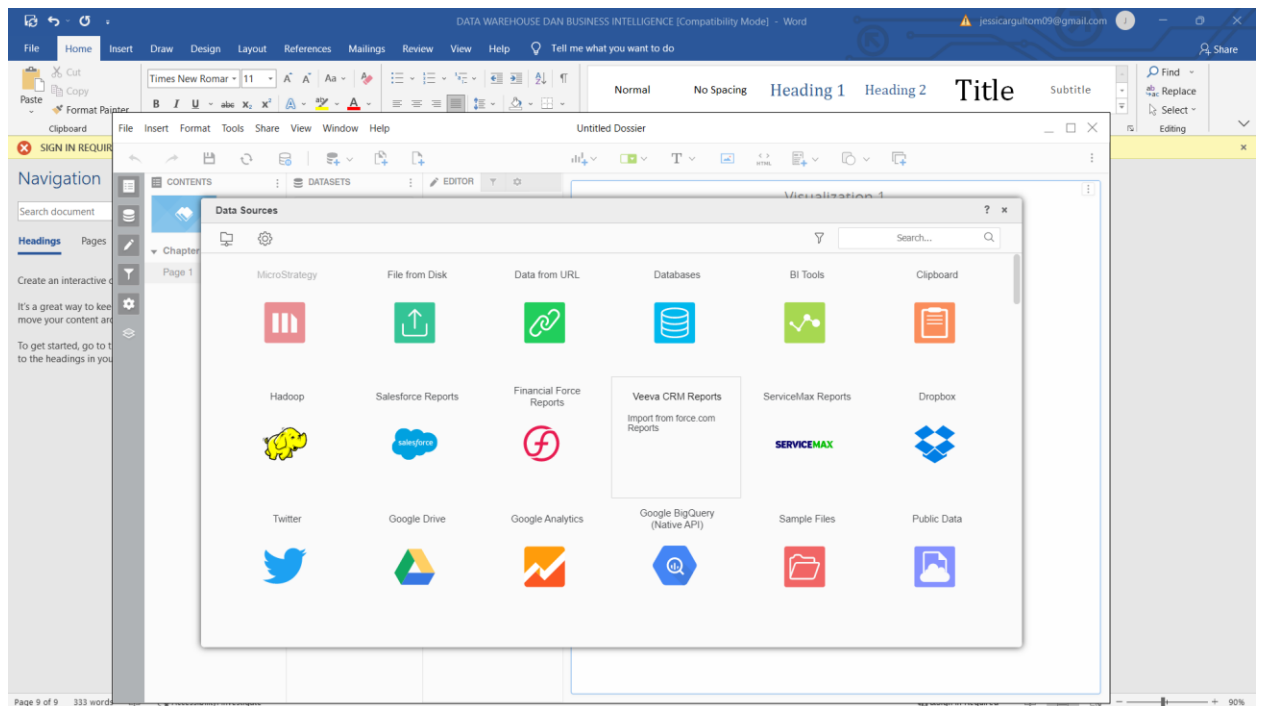 DATA WAREHOUSE DAN BUSINESS INTELLIGENCE [Compatibility Mode] - Word
jessicargultom09@gmail.com
J
File Home Insert Draw Design Layout References Mailings Review View Help Tell me what you want to do
Share
Paste
Cut
Copy
Format Painter
Clipboard
Times New Romar 11
Normal
No Spacing
Heading 1
Heading 2
Title
Subtitle
Find
Replace
Select
Editing
SIGN IN REQUIR
File Insert Format Tools Share View Window Help
Untitled Dossier
HTML
Navigation
Search document
Headings Pages
Create an interactive
It's a great way to kee
move your content
To get started, go to t
to the headings in you
CONTENTS
DATASETS
EDITOR
Visualization 1
Chapter
Page 1
Data Sources
?
Search...
MicroStrategy
File from Disk
Data from URL
Databases
BI Tools
Clipboard
Hadoop
Salesforce Reports
Financial Force
Reports
Veeva CRM Reports
Import from force.com
Reports
ServiceMax Reports
Dropbox
salesforce
SERVICEMAX
Twitter
Google Drive
Google Analytics
Google BigQuery
(Native API)
Sample Files
Public Data
Page 9 of 9 333 words
90%